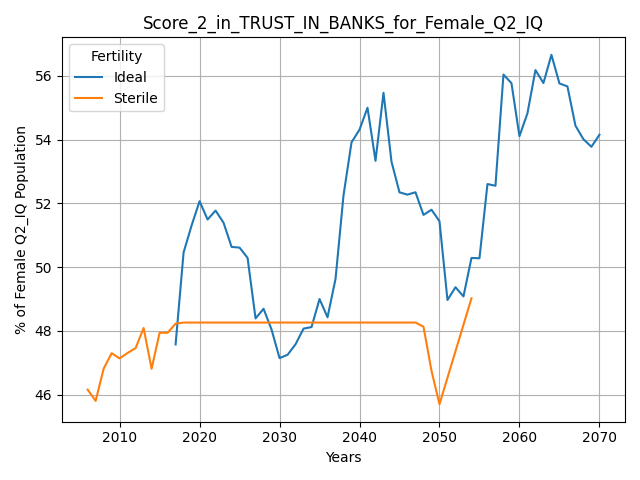 Score_2_in_TRUST_IN_BANKS_for_Female_Q2_IQ
Fertility
Ideal
Sterile
% of Female Q2_IQ Population
56
54
52
50
48
46
2010
2020
2030
2040
2050
2060
2070
Years